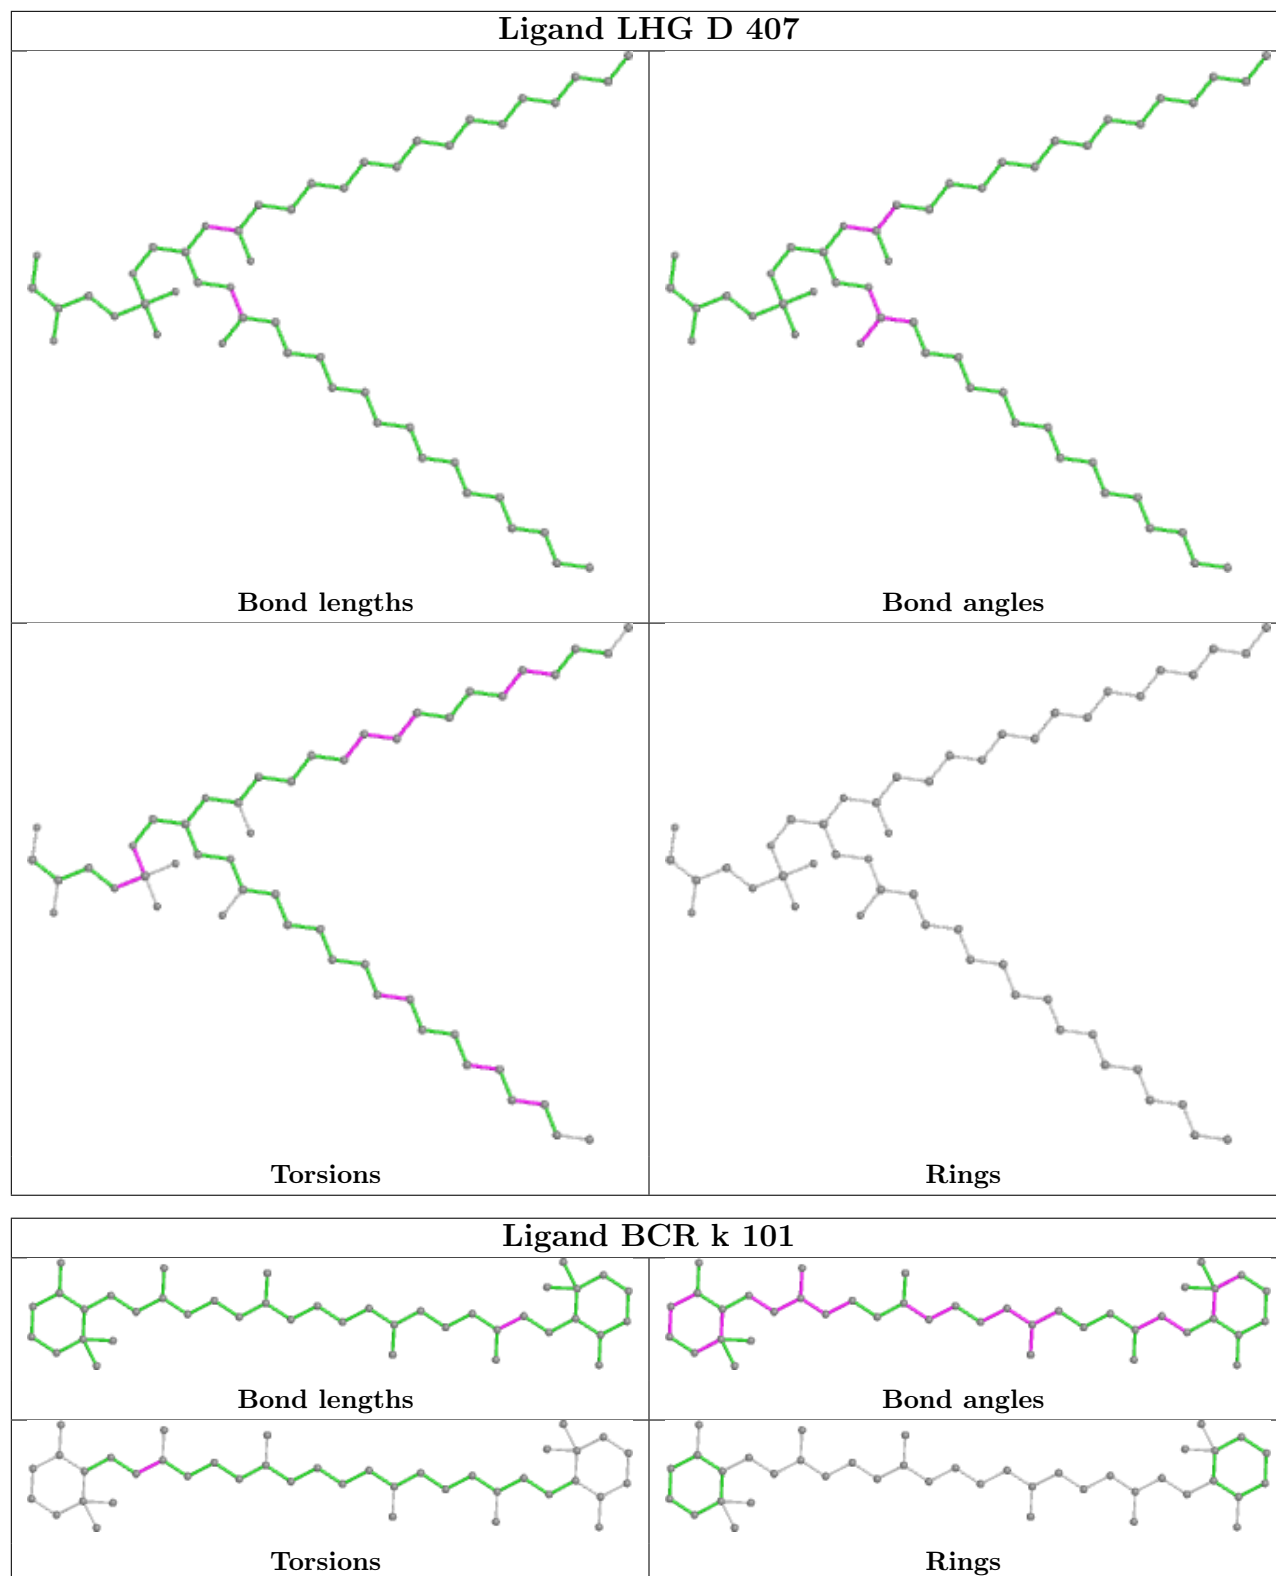 Ligand LHG D 407
Bond lengths
Bond angles
Torsions
Rings
Ligand BCR k 101
Bond lengths
Bond angles
Torsions
Rings